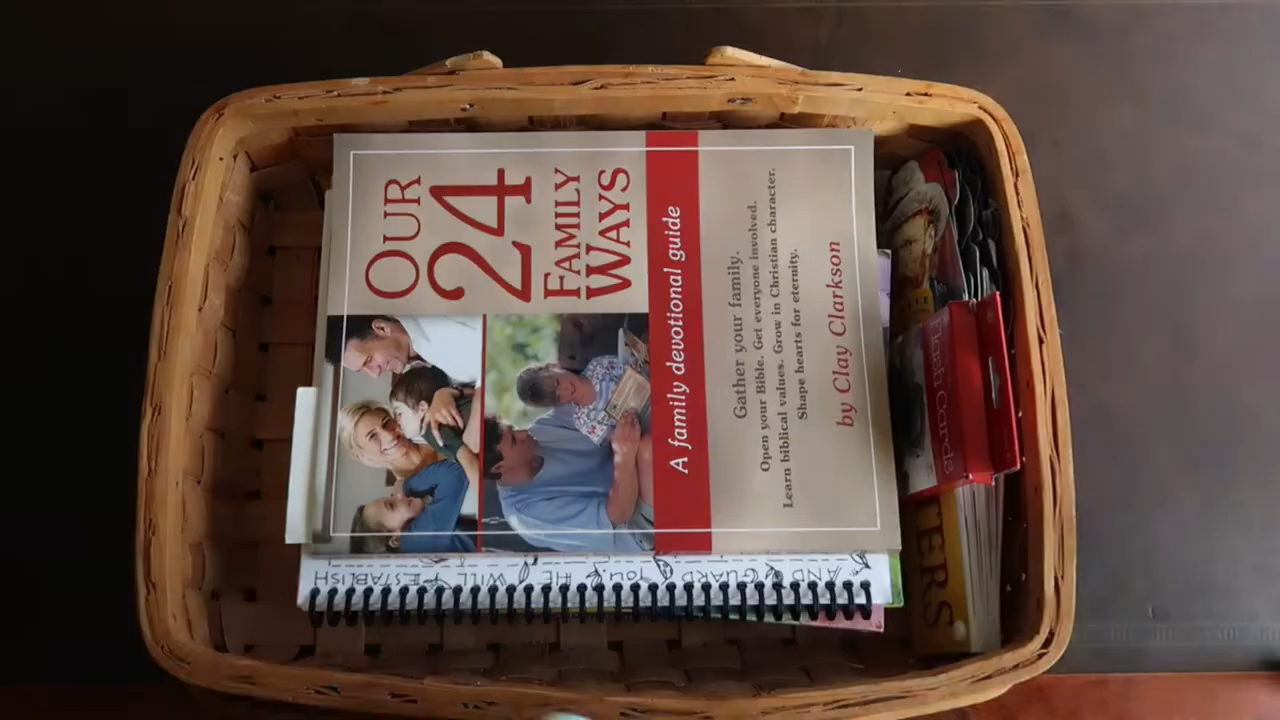 OUR
24
FAMILY
WAYS
A family devotional guide
Gather your family.
Open your Bible. Get everyone involved.
Learn biblical values. Grow in Christian character.
Shape hearts for eternity.
by Clay Clarkson
AND GUARD YOU. HE WILL ESTABLISH
Flash Cards
TERS